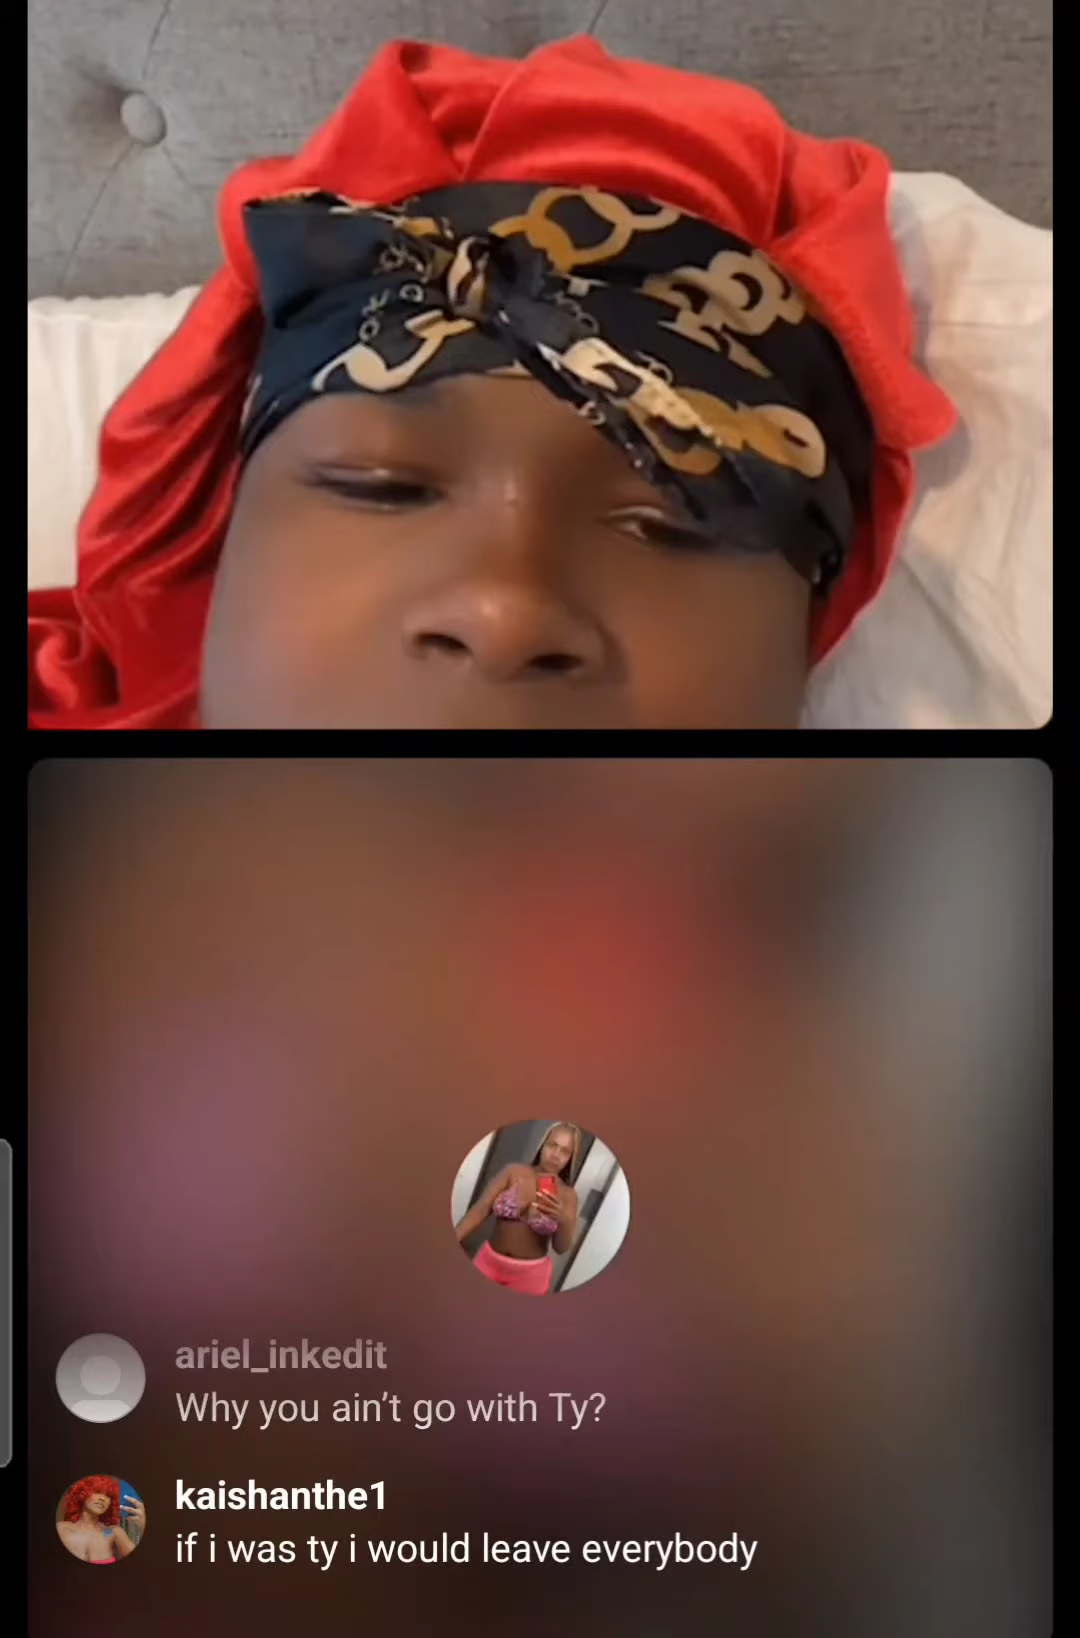 ariel_inkedit
Why you ain’t go with Ty?
kaishanthe1
if i was ty i would leave everybody